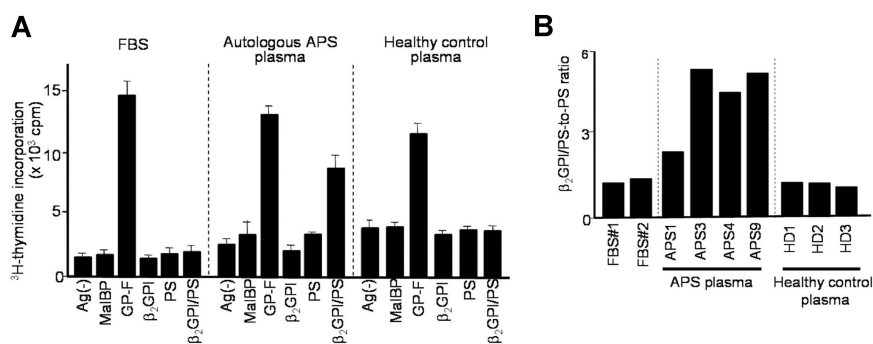 A
FBS
Autologous APS
plasma
Healthy control
plasma
³H-thymidine incorporation
(x 10³ cpm)
15
10
5
0
Ag(-)
MalBP
GP-F
β₂GPI
PS
β₂GPI/PS
Ag(-)
MalBP
GP-F
β₂GPI
PS
β₂GPI/PS
Ag(-)
MalBP
GP-F
β₂GPI
PS
β₂GPI/PS
B
β₂GPI/PS-to-PS ratio
6
3
0
FBS#1
FBS#2
APS1
APS3
APS4
APS9
HD1
HD2
HD3
APS plasma
Healthy control
plasma